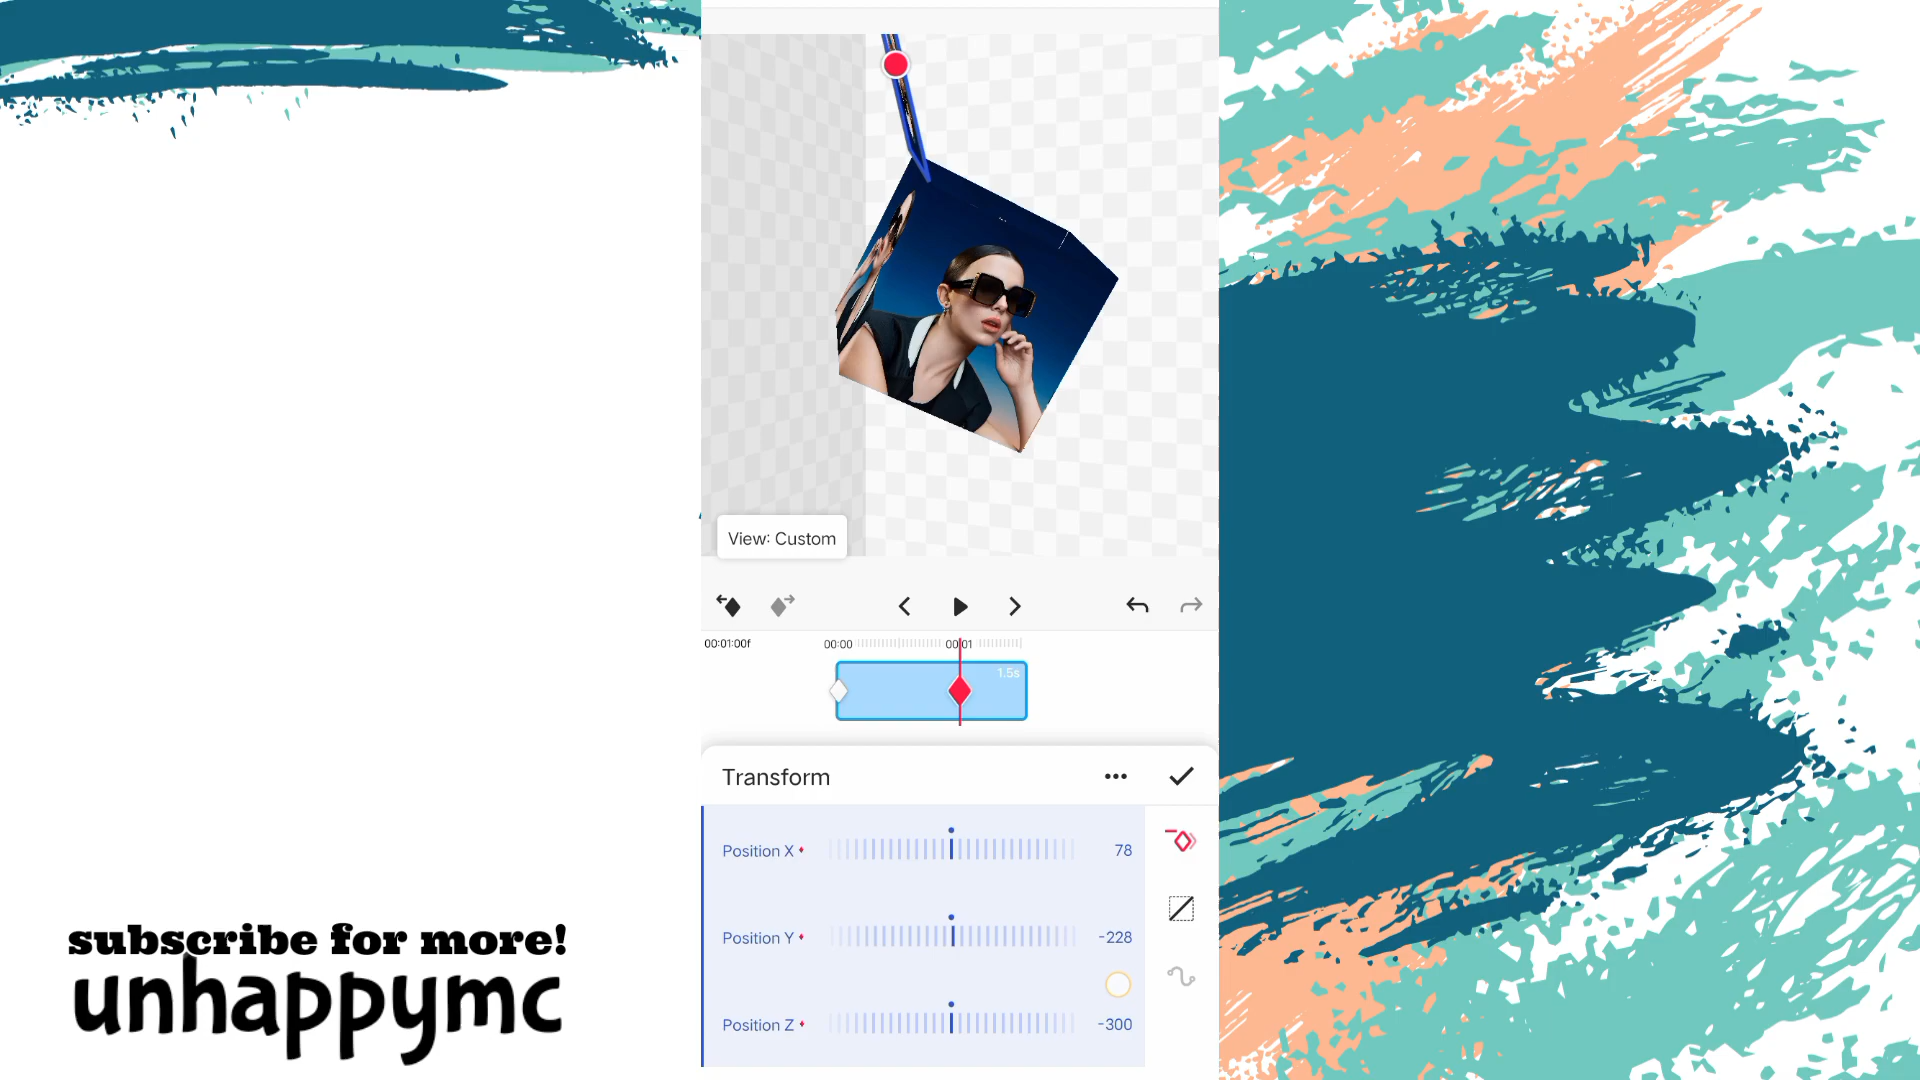 View: Custom
00:01:00f
00:00
00:01
1.5s
Transform
Position X
78
Position Y
-228
Position Z
-300
subscribe for more!
unhappymc